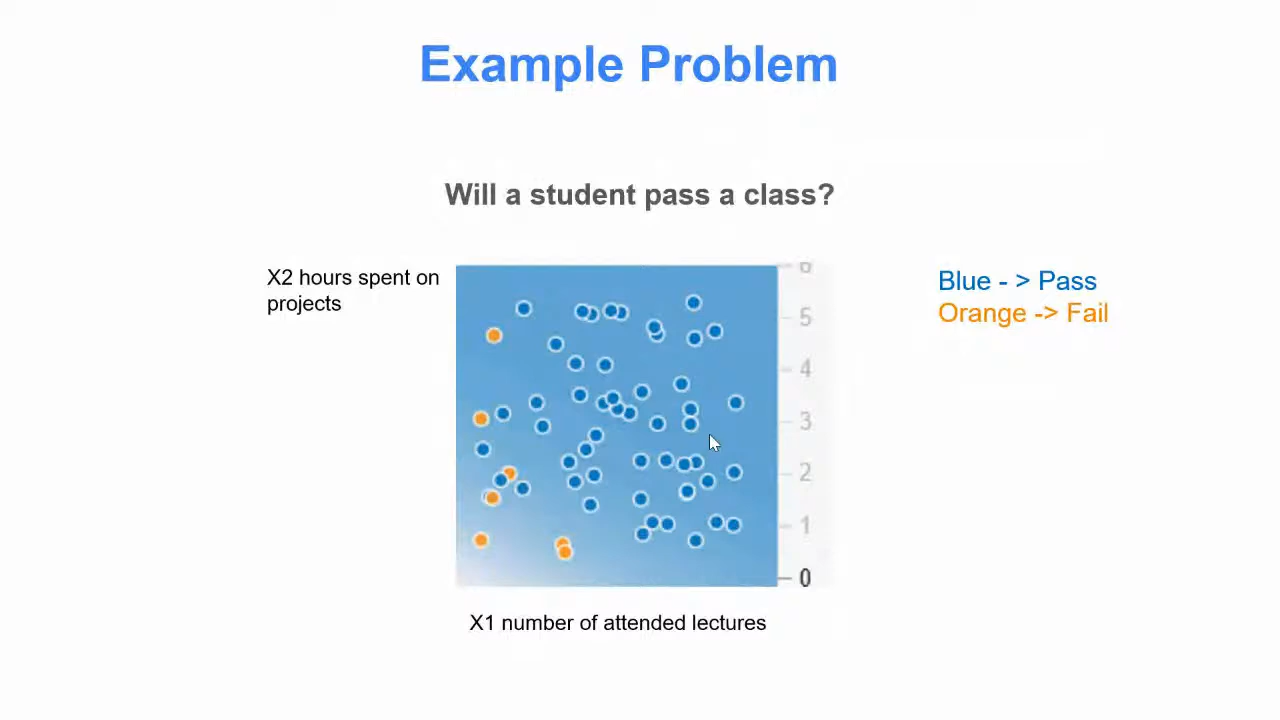 Example Problem
Will a student pass a class?
X2 hours spent on
projects
Blue - > Pass
Orange -> Fail
6
5
4
3
2
1
0
X1 number of attended lectures